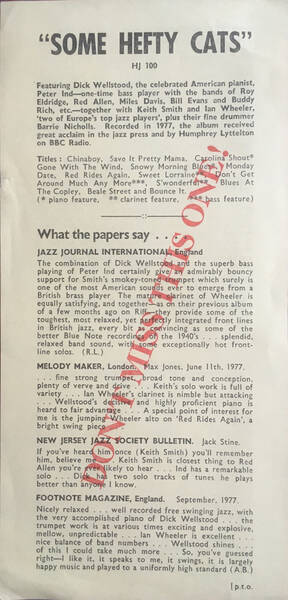 "SOME HEFTY CATS"
HJ 100
Featuring Dick Wellstood, the celebrated American pianist,
Peter Ind—one-time bass player with the bands of Roy
Eldridge, Red Allen, Miles Davis, Bill Evans and Buddy
Rich, etc.—together with Keith Smith and Ian Wheeler,
'two of Europe's top jazz players', plus their fine drummer
Barrie Nicholls. Recorded in 1977, the album received
great acclaim in the jazz press and by Humphrey Lyttelton
on BBC Radio.
Titles : Chinaboy, Save It Pretty Mama, Carolina Shout*
Gone With The Wind, Snowy Morning Blues*, Monday
Date, Red Rides Again, Sweet Lorraine**, Don't Get
Around Much Any More***, S'wonderful**, Blues At
The Copley, Beale Street and Bounce It.
(* piano feature, ** clarinet feature, *** bass feature)
What the papers say . . .
JAZZ JOURNAL INTERNATIONAL, England
The combination of Dick Wellstood and the superb bass
playing of Peter Ind certainly give an admirably bouncy
support for Smith's smokey-toned trumpet which surely is
one of the most American sounds ever to emerge from a
British brass player. The mature clarinet of Wheeler is
equally satisfying, and together—as on their previous album
of a few months ago on Riff—they provide some of the
toughest, most relaxed, yet perfectly integrated front lines
in British jazz, every bit as convincing as some of the
better Blue Note recordings of the 1940's . . . splendid,
relaxed band sound, with some exceptionally hot front-
line solos. (R.L.)
MELODY MAKER, London. Max Jones. June 11th, 1977.
. . . fine strong trumpet, broad tone and conception,
plenty of verve and drive . . . Keith's solo work is full of
variety . . . Ian Wheeler's clarinet is nimble but attacking
. . . Wellstood's decisive and highly proficient piano is
heard to fair advantage . . . A special point of interest for
me is the jumping Wheeler alto on 'Red Rides Again', a
bright swing piece.
NEW JERSEY JAZZ SOCIETY BULLETIN. Jack Stine.
If you've heard him once (Keith Smith) you'll remember
him, believe me . . . Keith Smith is closest thing to Red
Allen you're ever likely to hear . . . Ind has a remarkable
solo . . . Dick has two solo tracks of tunes he plays
better than anyone I know.
FOOTNOTE MAGAZINE, England. September, 1977.
Nicely relaxed . . . well recorded free swinging jazz, with
the very accomplished piano of Dick Wellstood . . . the
trumpet work is at various times exciting and explosive,
mellow, unpredictable . . . Ian Wheeler is excellent . . .
nice balance of band numbers . . . Wellstood shines . . .
of this I could take much more . . . So, you've guessed
right—I like it, it speaks to me, it swings, it is largely
happy music and played to a uniformly high standard (A.B.)
p.t.o.
DON'T MISS THIS ONE!